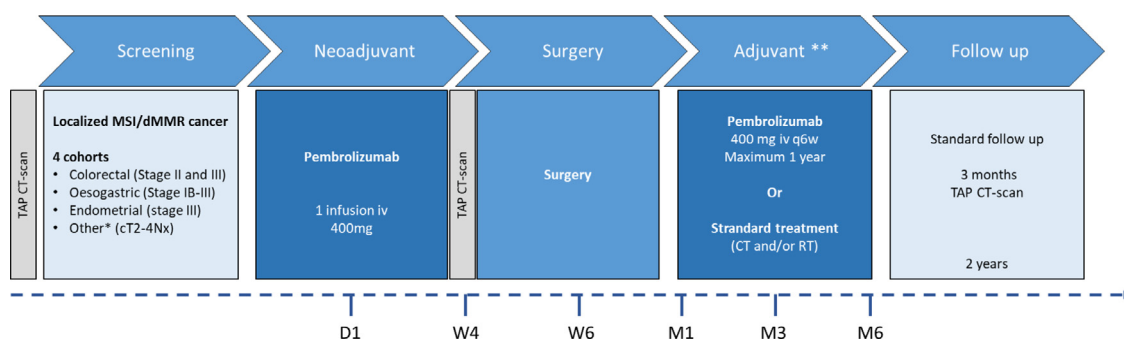 Screening
Neoadjuvant
Surgery
Adjuvant **
Follow up
TAP CT-scan
Localized MSI/dMMR cancer
4 cohorts
• Colorectal (Stage II and III)
• Oesogastric (Stage IB-III)
• Endometrial (stage III)
• Other* (cT2-4Nx)
Pembrolizumab
1 infusion iv
400mg
TAP CT-scan
Surgery
Pembrolizumab
400 mg iv q6w
Maximum 1 year
Or
Strandard treatment
(CT and/or RT)
Standard follow up
3 months
TAP CT-scan
2 years
D1
W4
W6
M1
M3
M6